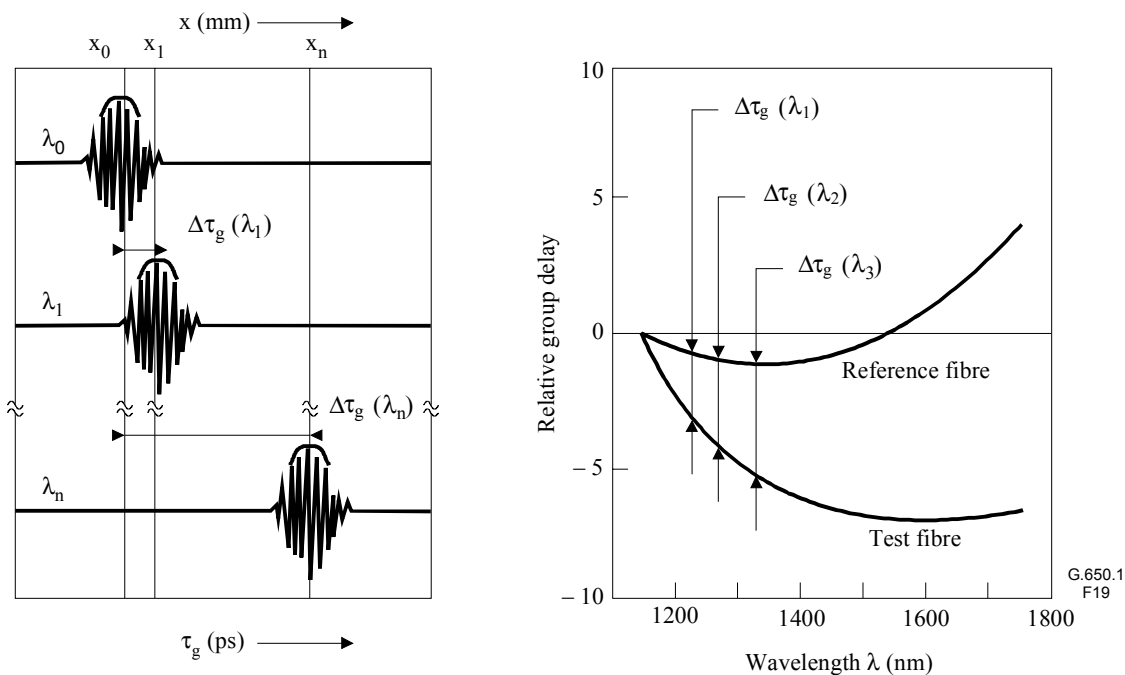 x (mm)
x0 x1 xn
λ0
Δτg (λ1)
λ1
Δτg (λn)
λn
τg (ps)
10
5
0
– 5
– 10
Relative group delay
Δτg (λ1)
Δτg (λ2)
Δτg (λ3)
Reference fibre
Test fibre
1200 1400 1600 1800
Wavelength λ (nm)
G.650.1
F19